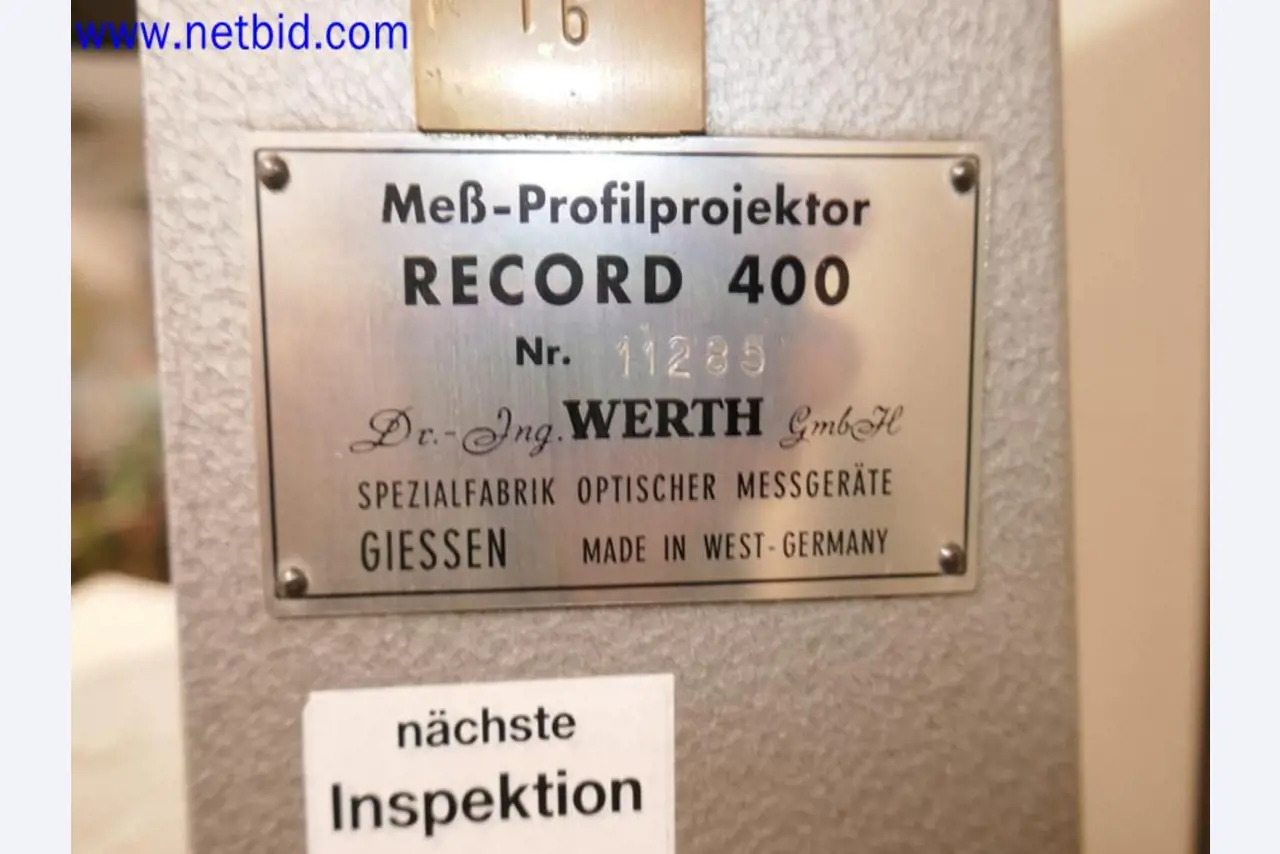 www.netbid.com
16
Meß-Profilprojektor
RECORD 400
Nr. 11285
Dr.-Ing. WERTH GmbH
SPEZIALFABRIK OPTISCHER MESSGERÄTE
GIESSEN MADE IN WEST-GERMANY
nächste
Inspektion